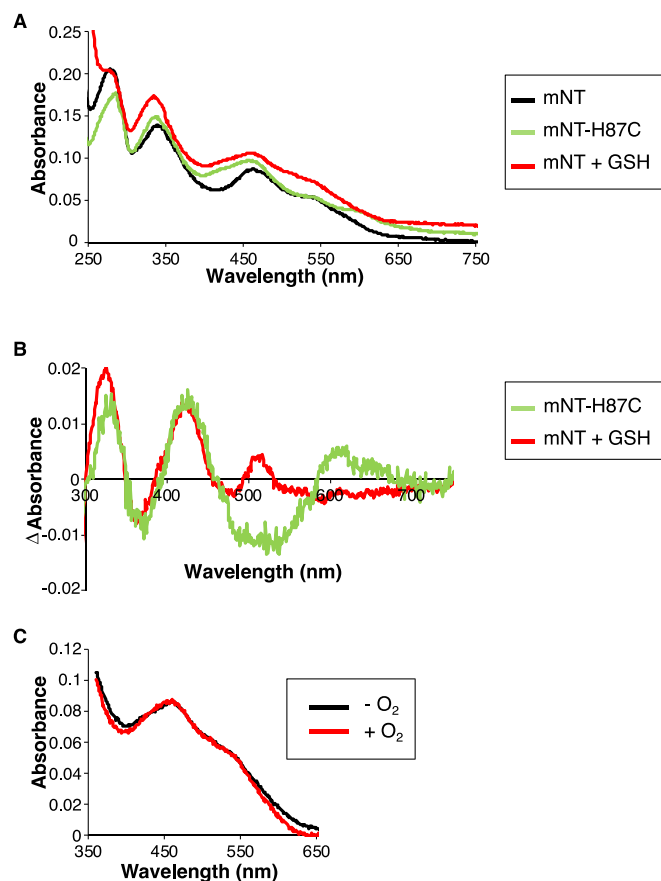 A
0.25
0.20
0.15
0.10
0.05
0
Absorbance
250 350 450 550 650 750
Wavelength (nm)
mNT
mNT-H87C
mNT + GSH
B
0.02
0.01
0
-0.01
-0.02
ΔAbsorbance
300 400 500 600 700
Wavelength (nm)
mNT-H87C
mNT + GSH
C
0.12
0.1
0.08
0.06
0.04
0.02
0
Absorbance
350 450 550 650
Wavelength (nm)
- O2
+ O2